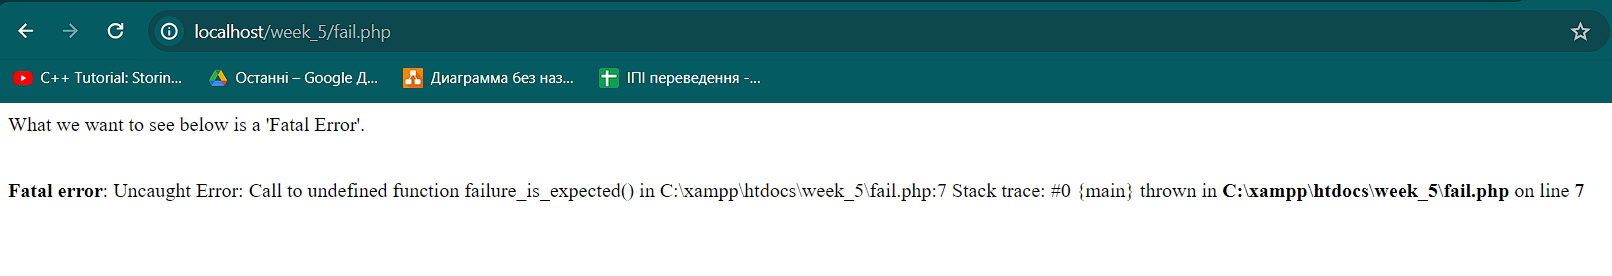 localhost/week_5/fail.php
C++ Tutorial: Storin... Останні – Google Д... Диаграмма без наз... ІПІ переведення -...
What we want to see below is a 'Fatal Error'.
Fatal error: Uncaught Error: Call to undefined function failure_is_expected() in C:\xampp\htdocs\week_5\fail.php:7 Stack trace: #0 {main} thrown in C:\xampp\htdocs\week_5\fail.php on line 7